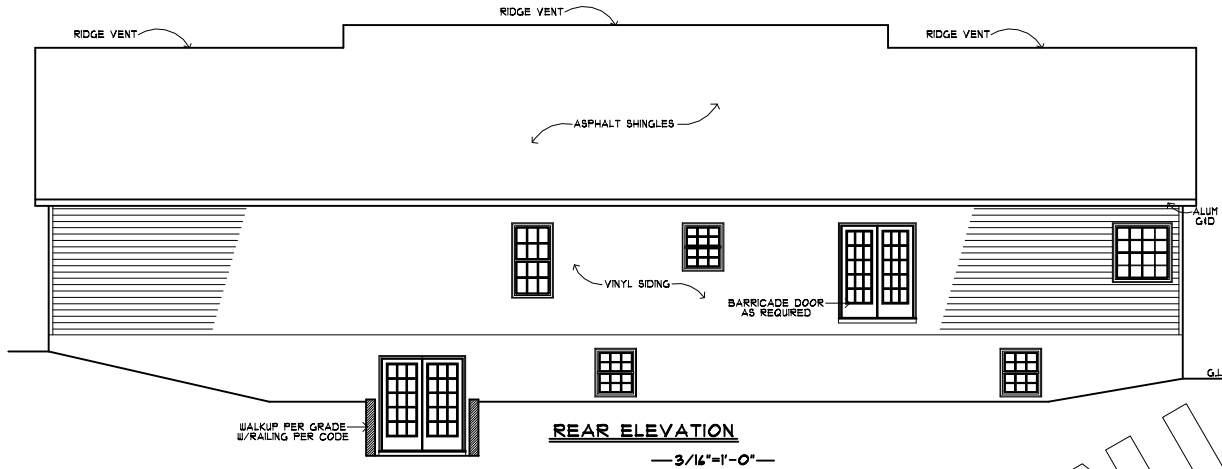 RIDGE VENT
RIDGE VENT
RIDGE VENT
ASPHALT SHINGLES
ALUM
G&D
VINYL SIDING
BARRICADE DOOR
AS REQUIRED
G.L
WALKUP PER GRADE
W/RAILING PER CODE
REAR ELEVATION
3/16"=1'-0"